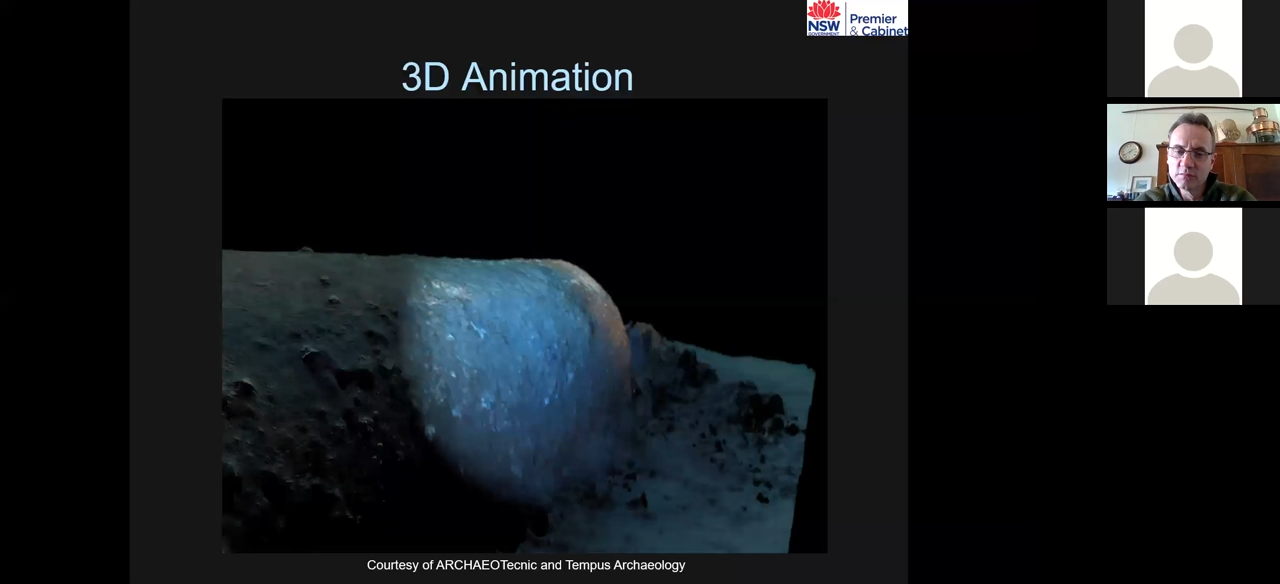 NSW
GOVERNMENT
Premier
& Cabinet
3D Animation
Courtesy of ARCHAEOTecnic and Tempus Archaeology